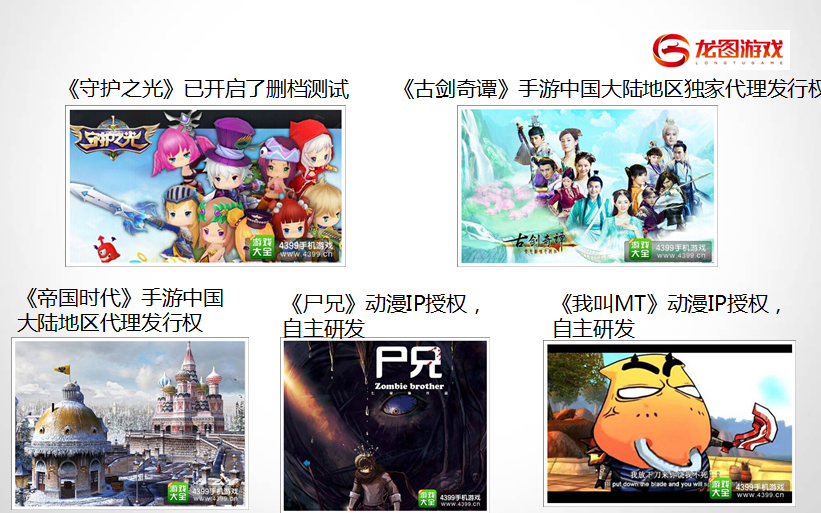 龙图游戏
LONGTUGAME
《守护之光》已开启了删档测试
《古剑奇谭》手游中国大陆地区独家代理发行权
守护之光
游戏大全
4399手机游戏
www.4399.cn
古剑奇谭
游戏大全
4399手机游戏
www.4399.cn
《帝国时代》手游中国
大陆地区代理发行权
《尸兄》动漫IP授权，
自主研发
《我叫MT》动漫IP授权，
自主研发
游戏大全
4399手机游戏
www.4399.cn
尸兄
Zombie brother
游戏大全
4399手机游戏
www.4399.cn
put down the blade and you will
游戏大全
4399手机游戏
www.4399.cn